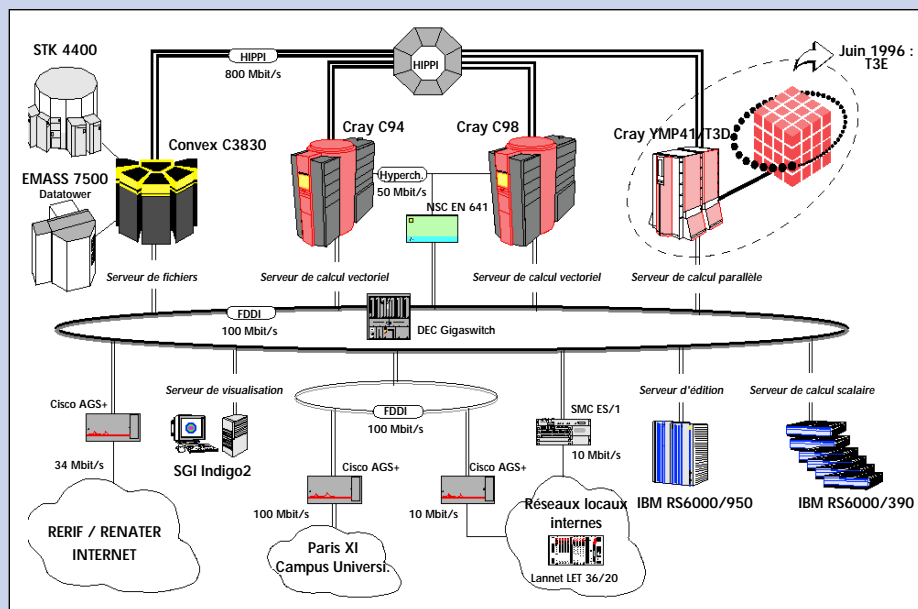 STK 4400
HIPPI
800 Mbit/s
HIPPI
Juin 1996 :
T3E
Convex C3830
Cray C94
Cray C98
Cray YMP41/T3D
EMASS 7500
Datatower
Hyperch.
50 Mbit/s
NSC EN 641
Serveur de fichiers
Serveur de calcul vectoriel
Serveur de calcul vectoriel
Serveur de calcul parallèle
FDDI
100 Mbit/s
DEC Gigaswitch
Serveur de visualisation
Serveur d'édition
Serveur de calcul scalaire
Cisco AGS+
FDDI
100 Mbit/s
SMC ES/1
10 Mbit/s
34 Mbit/s
SGI Indigo2
Cisco AGS+
Cisco AGS+
100 Mbit/s
10 Mbit/s
IBM RS6000/950
IBM RS6000/390
RERIF / RENATER
INTERNET
Paris XI
Campus Universi.
Réseaux locaux
internes
Lannet LET 36/20